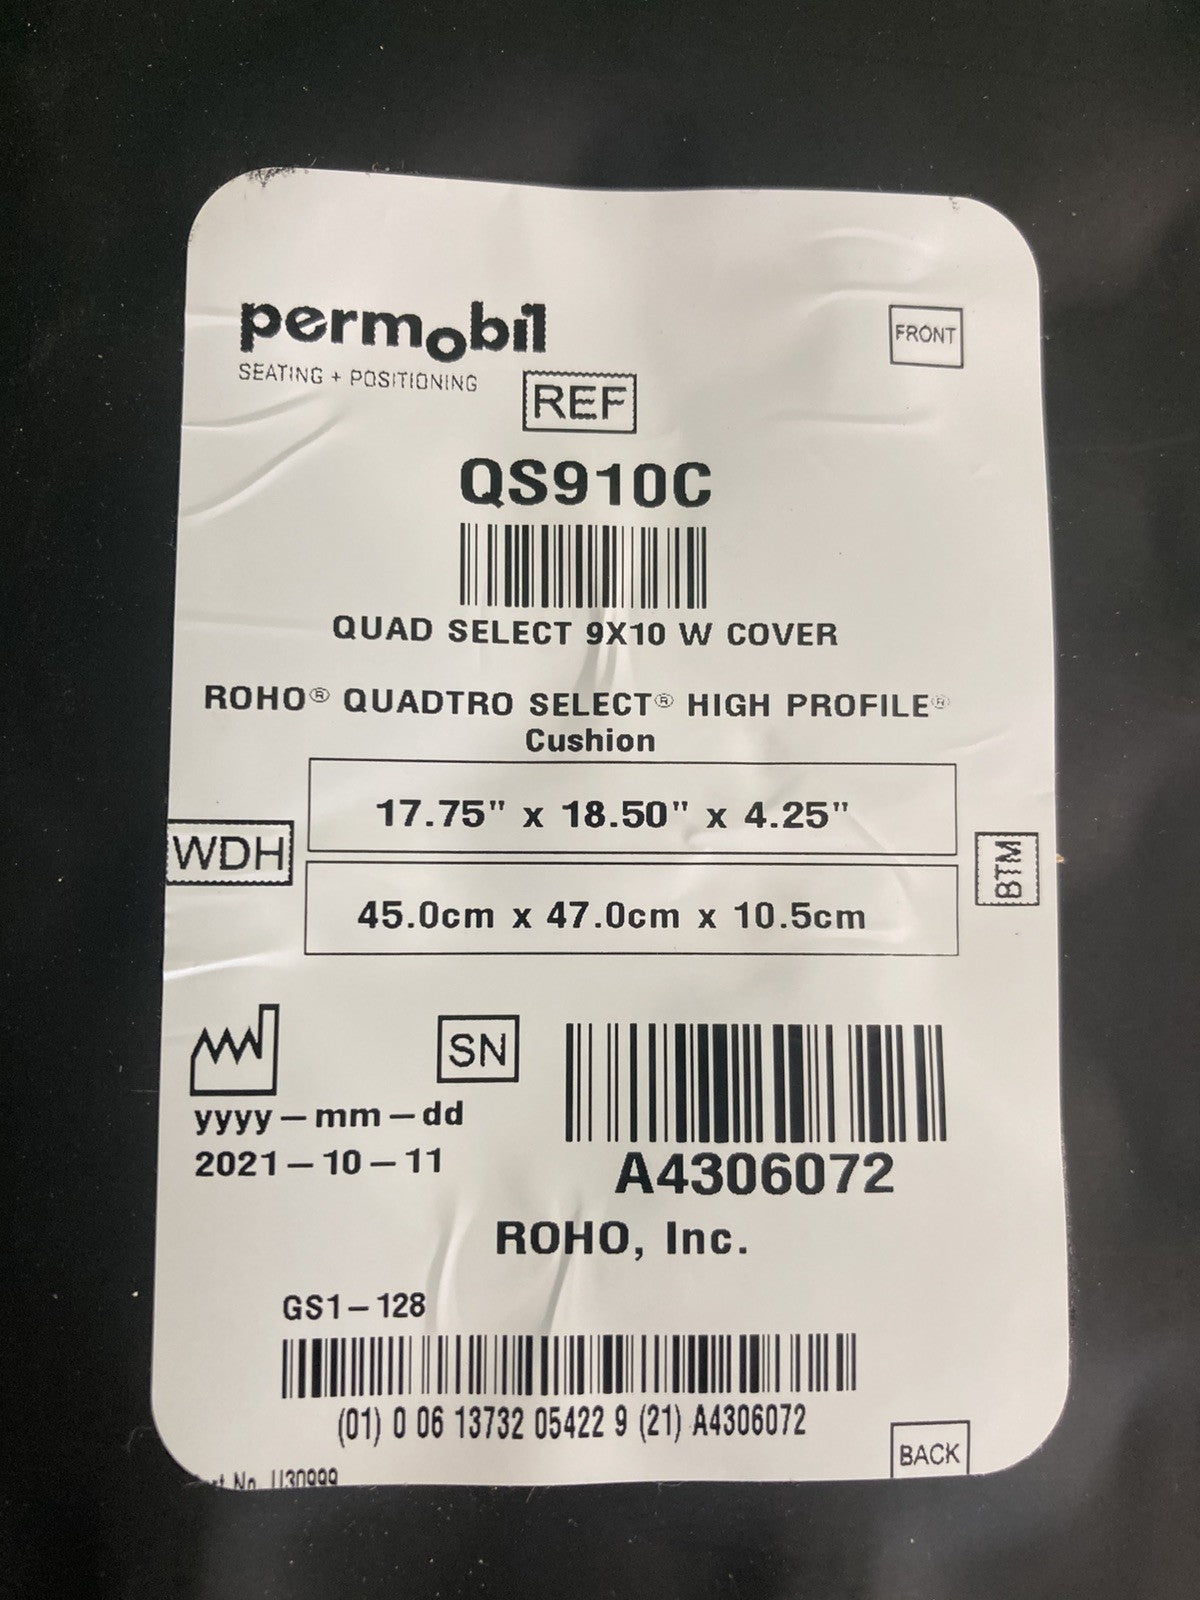 permobil
SEATING + POSITIONING
FRONT
REF
QS910C
QUAD SELECT 9X10 W COVER
ROHO® QUADTRO SELECT® HIGH PROFILE®
Cushion
WDH
17.75" x 18.50" x 4.25"
45.0cm x 47.0cm x 10.5cm
BTM
SN
yyyy-mm-dd
2021-10-11
A4306072
ROHO, Inc.
GS1-128
(01) 0 06 13732 05422 9 (21) A4306072
BACK
No